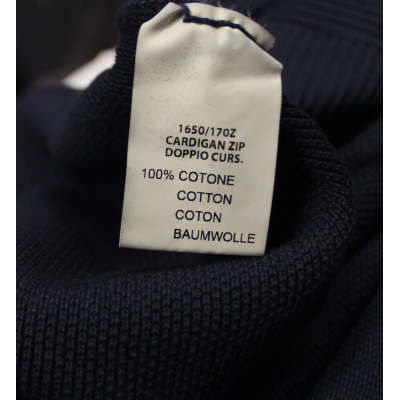 1650/170Z
CARDIGAN ZIP
DOPPIO CURS.
100% COTONE
COTTON
COTON
BAUMWOLLE